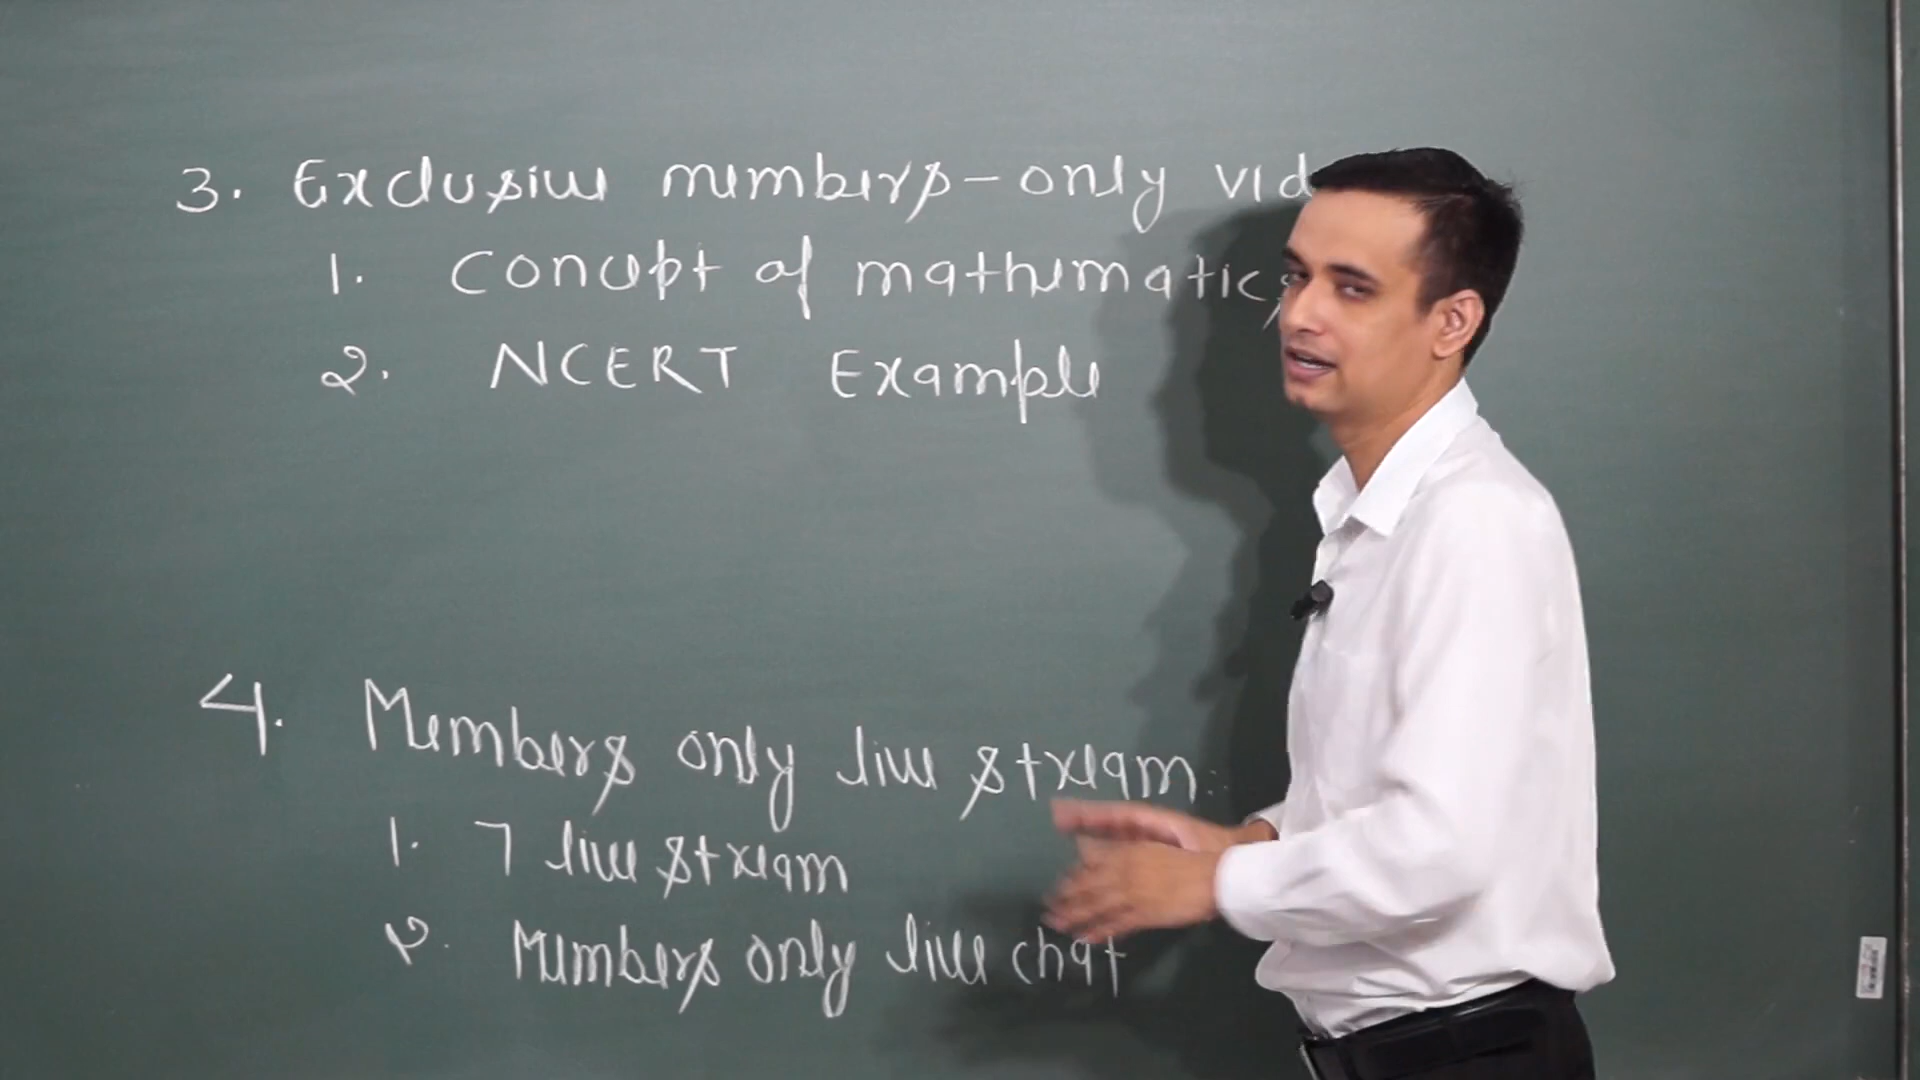 3. Exclusive members-only vid
1. Concept of mathematics
2. NCERT Example
4. Members only live stream:
1. 7 live stream
2. Members only live chat